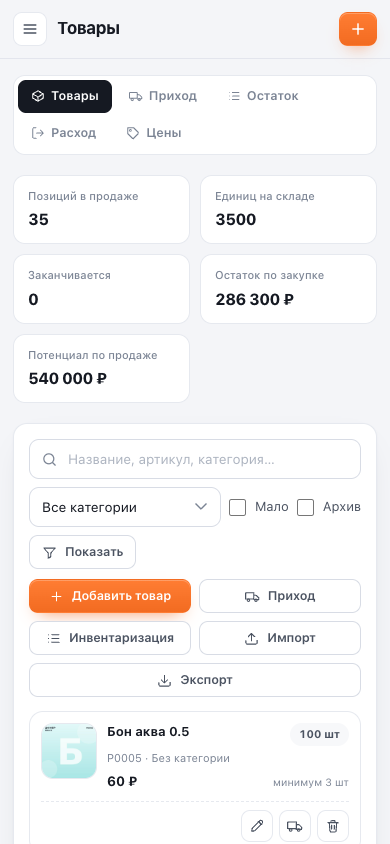 Товары
Товары
Приход
Остаток
Расход
Цены
Позиций в продаже
35
Единиц на складе
3500
Заканчивается
0
Остаток по закупке
286 300 ₽
Потенциал по продаже
540 000 ₽
Название, артикул, категория...
Все категории
Мало
Архив
Показать
Добавить товар
Приход
Инвентаризация
Импорт
Экспорт
Б
Бон аква 0.5
100 шт
P0005 · Без категории
60 ₽
минимум 3 шт